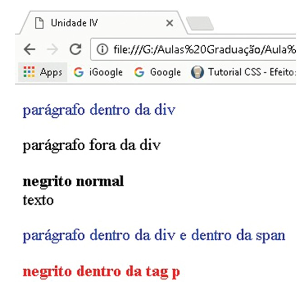 Unidade IV
file:///G:/Aulas%20Graduação/Aula%
Apps iGoogle Google Tutorial CSS - Efeito:
parágrafo dentro da div
parágrafo fora da div
negrito normal
texto
parágrafo dentro da div e dentro da span
negrito dentro da tag p